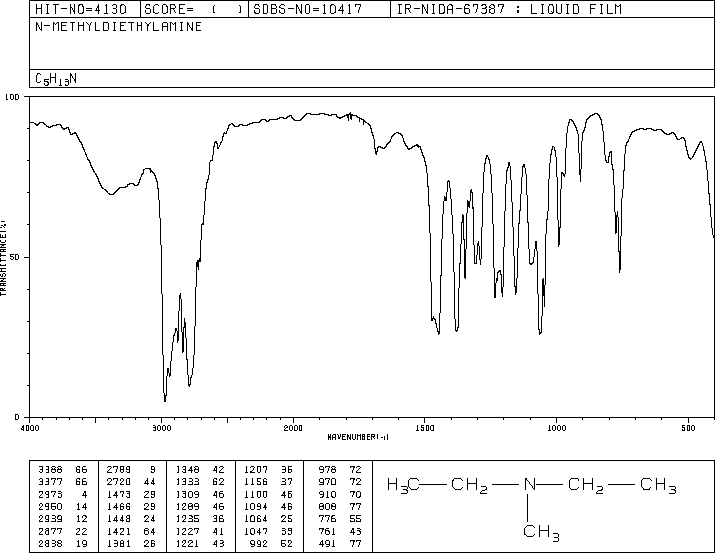 HIT-NO=4130 SCORE= ( ) SDBS-NO=10417 IR-NIDA-67387 : LIQUID FILM
N-METHYLDIETHYLAMINE
C5H13N
100
50
0
TRANSMITTANCE(%)
4000 3000 2000 1500 1000 500
WAVENUMBER(-1)
3388 66 2789 9 1348 42 1207 36 978 72
3377 66 2720 44 1333 62 1156 37 970 72
2973 4 1473 29 1309 46 1100 46 910 70
2950 14 1466 29 1289 46 1094 46 808 77
2939 12 1448 24 1235 36 1064 25 776 55
2877 22 1421 64 1227 41 1047 39 761 43
2838 19 1381 26 1221 43 992 52 491 77
H3C CH2 N CH2 CH3
CH3